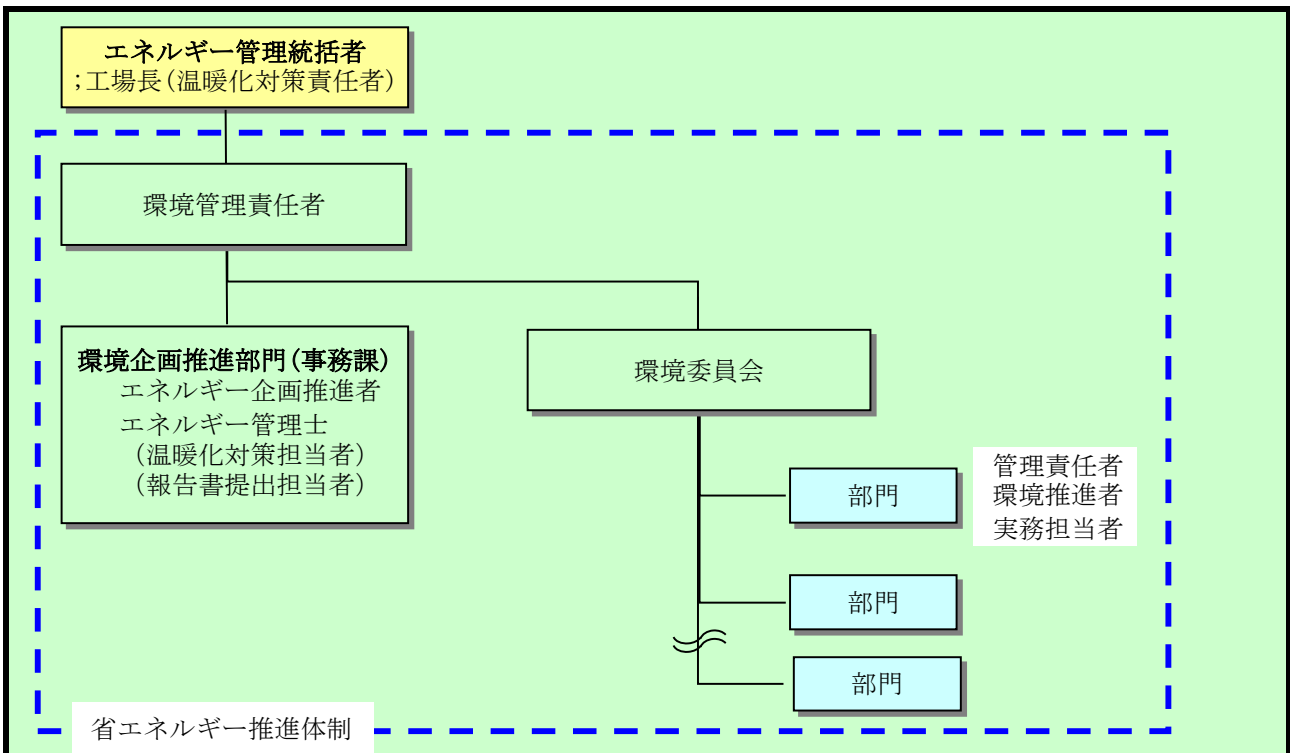 エネルギー管理統括者
;工場長(温暖化対策責任者)
環境管理責任者
環境企画推進部門(事務課)
エネルギー企画推進者
エネルギー管理士
(温暖化対策担当者)
(報告書提出担当者)
環境委員会
部門
管理責任者
環境推進者
実務担当者
部門
部門
省エネルギー推進体制